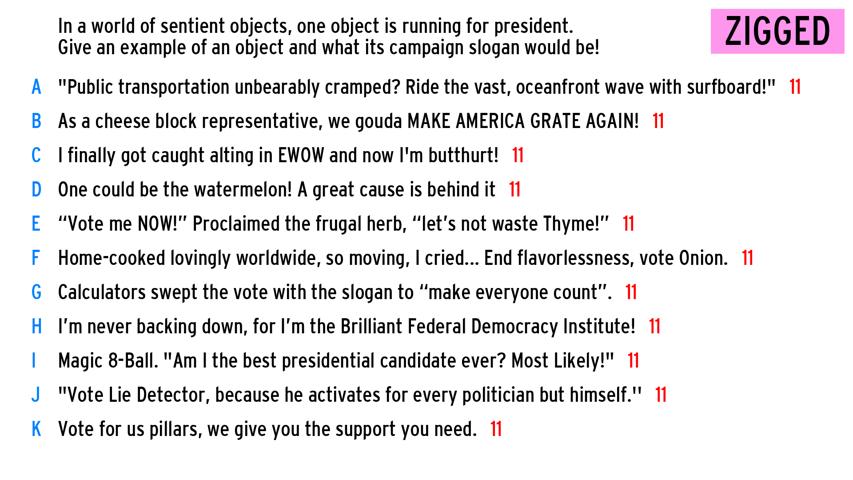 In a world of sentient objects, one object is running for president.
Give an example of an object and what its campaign slogan would be!
ZIGGED
A "Public transportation unbearably cramped? Ride the vast, oceanfront wave with surfboard!" 11
B As a cheese block representative, we gouda MAKE AMERICA GRATE AGAIN! 11
C I finally got caught alting in EWOW and now I'm butthurt! 11
D One could be the watermelon! A great cause is behind it 11
E “Vote me NOW!” Proclaimed the frugal herb, “let’s not waste Thyme!” 11
F Home-cooked lovingly worldwide, so moving, I cried... End flavorlessness, vote Onion. 11
G Calculators swept the vote with the slogan to “make everyone count”. 11
H I’m never backing down, for I’m the Brilliant Federal Democracy Institute! 11
I Magic 8-Ball. "Am I the best presidential candidate ever? Most Likely!" 11
J "Vote Lie Detector, because he activates for every politician but himself.'' 11
K Vote for us pillars, we give you the support you need. 11